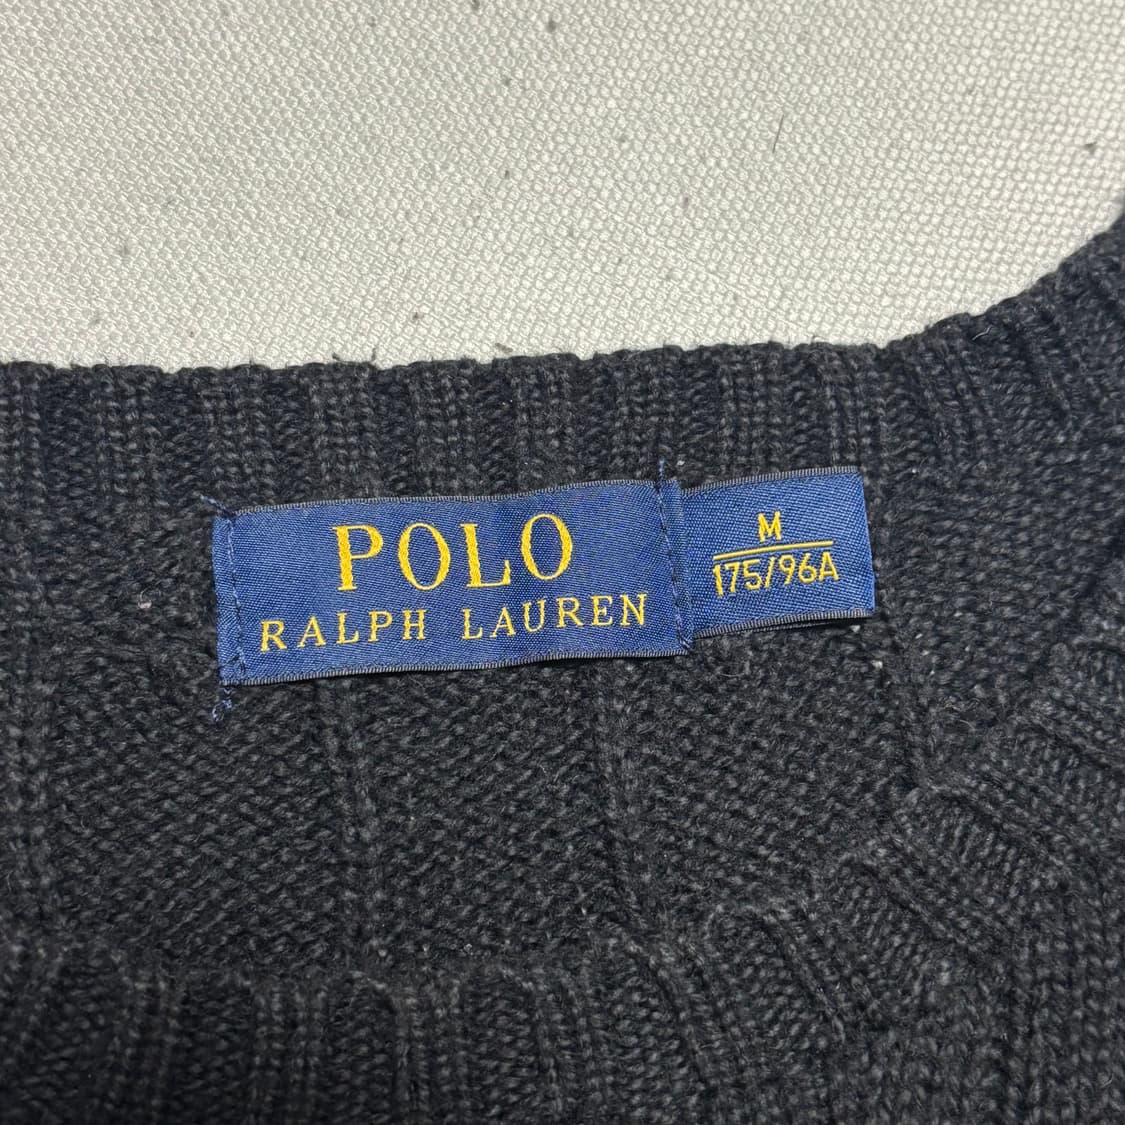 POLO
RALPH LAUREN
M
175/96A